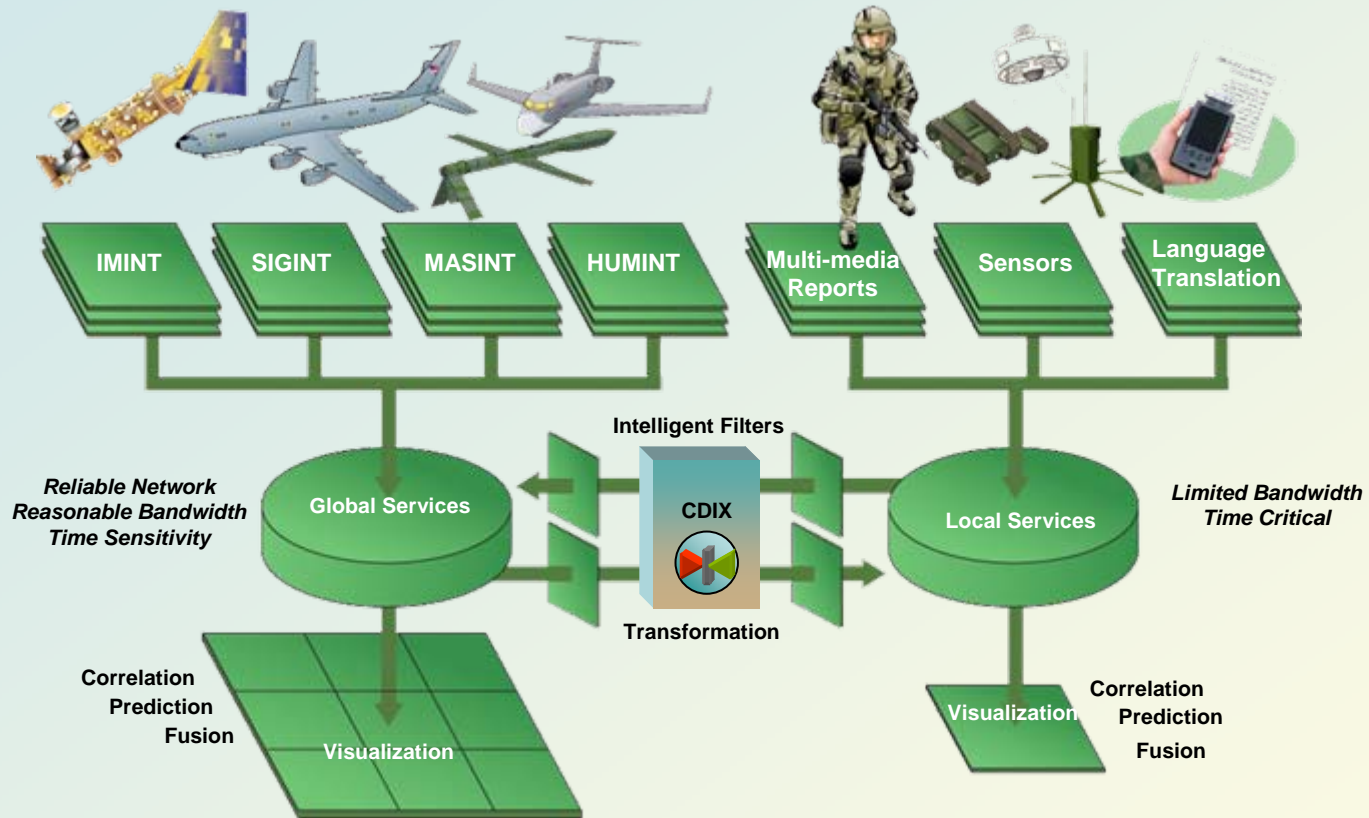 IMINT
SIGINT
MASINT
HUMINT
Multi-media
Reports
Sensors
Language
Translation
Intelligent Filters
Reliable Network
Reasonable Bandwidth
Time Sensitivity
Global Services
CDIX
Local Services
Limited Bandwidth
Time Critical
Transformation
Correlation
Prediction
Fusion
Visualization
Visualization
Correlation
Prediction
Fusion